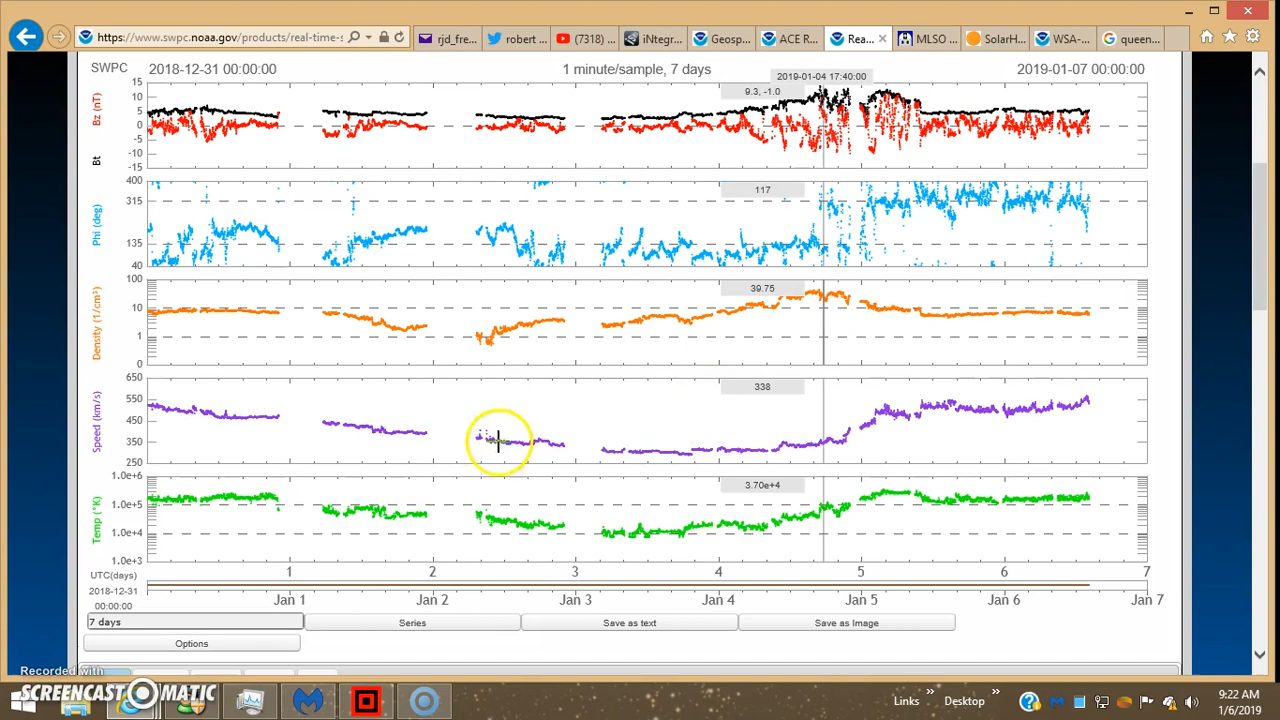 https://www.swpc.noaa.gov/products/real-time-s
rjd_fre...
robert ...
(7318) ...
iNtegr...
Geosp...
ACE R...
Rea...
MLSO ...
SolarH...
WSA-...
queen...
SWPC 2018-12-31 00:00:00 1 minute/sample, 7 days 2019-01-07 00:00:00
2019-01-04 17:40:00
9.3, -1.0
Bt Bz (nT)
15
10
5
0
-5
-10
-15
117
Phi (deg)
400
315
135
40
39.75
Density (1/cm³)
100
10
1
0
338
Speed (km/s)
650
550
450
350
250
3.70e+4
Temp (°K)
1.0e+6
1.0e+5
1.0e+4
1.0e+3
UTC(days) 1 2 3 4 5 6 7
2018-12-31
00:00:00
Jan 1 Jan 2 Jan 3 Jan 4 Jan 5 Jan 6 Jan 7
7 days Series Save as text Save as Image
Options
Recorded with
SCREENCAST-O-MATIC
Links » Desktop »
9:22 AM
1/6/2019